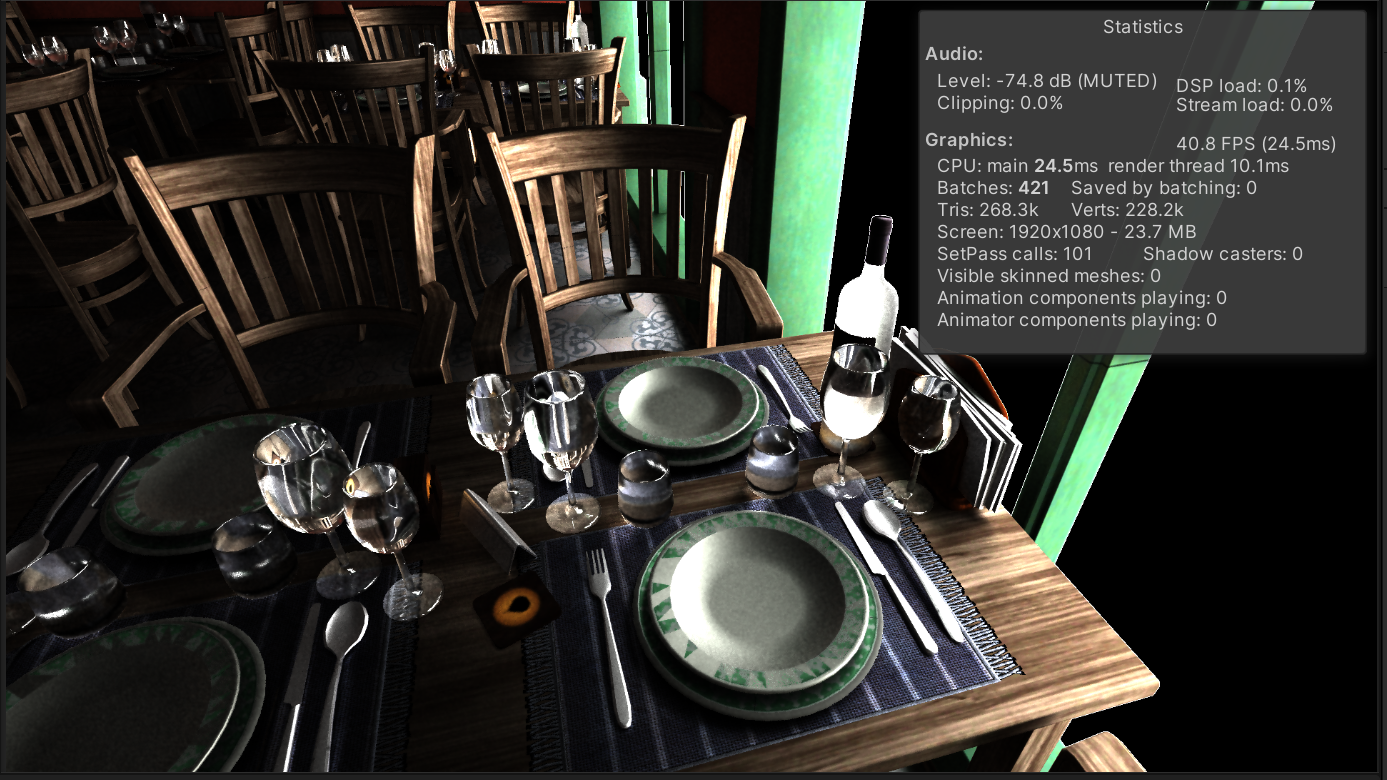 Statistics
Audio:
Level: -74.8 dB (MUTED) DSP load: 0.1%
Clipping: 0.0% Stream load: 0.0%
Graphics: 40.8 FPS (24.5ms)
CPU: main 24.5ms render thread 10.1ms
Batches: 421 Saved by batching: 0
Tris: 268.3k Verts: 228.2k
Screen: 1920x1080 - 23.7 MB
SetPass calls: 101 Shadow casters: 0
Visible skinned meshes: 0
Animation components playing: 0
Animator components playing: 0